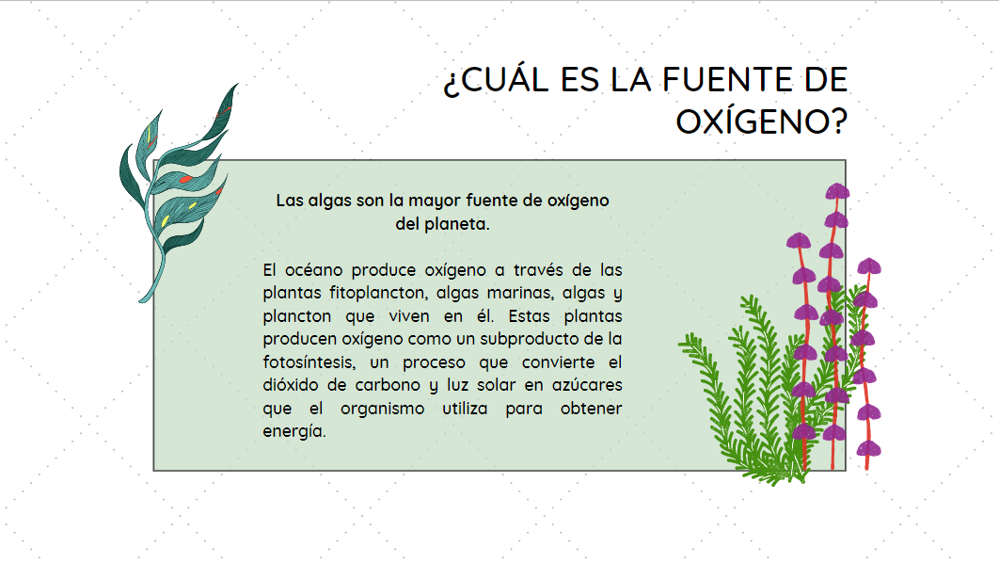 ¿CUÁL ES LA FUENTE DE
OXÍGENO?
Las algas son la mayor fuente de oxígeno
del planeta.
El océano produce oxígeno a través de las
plantas fitoplancton, algas marinas, algas y
plancton que viven en él. Estas plantas
producen oxígeno como un subproducto de la
fotosíntesis, un proceso que convierte el
dióxido de carbono y luz solar en azúcares
que el organismo utiliza para obtener
energía.